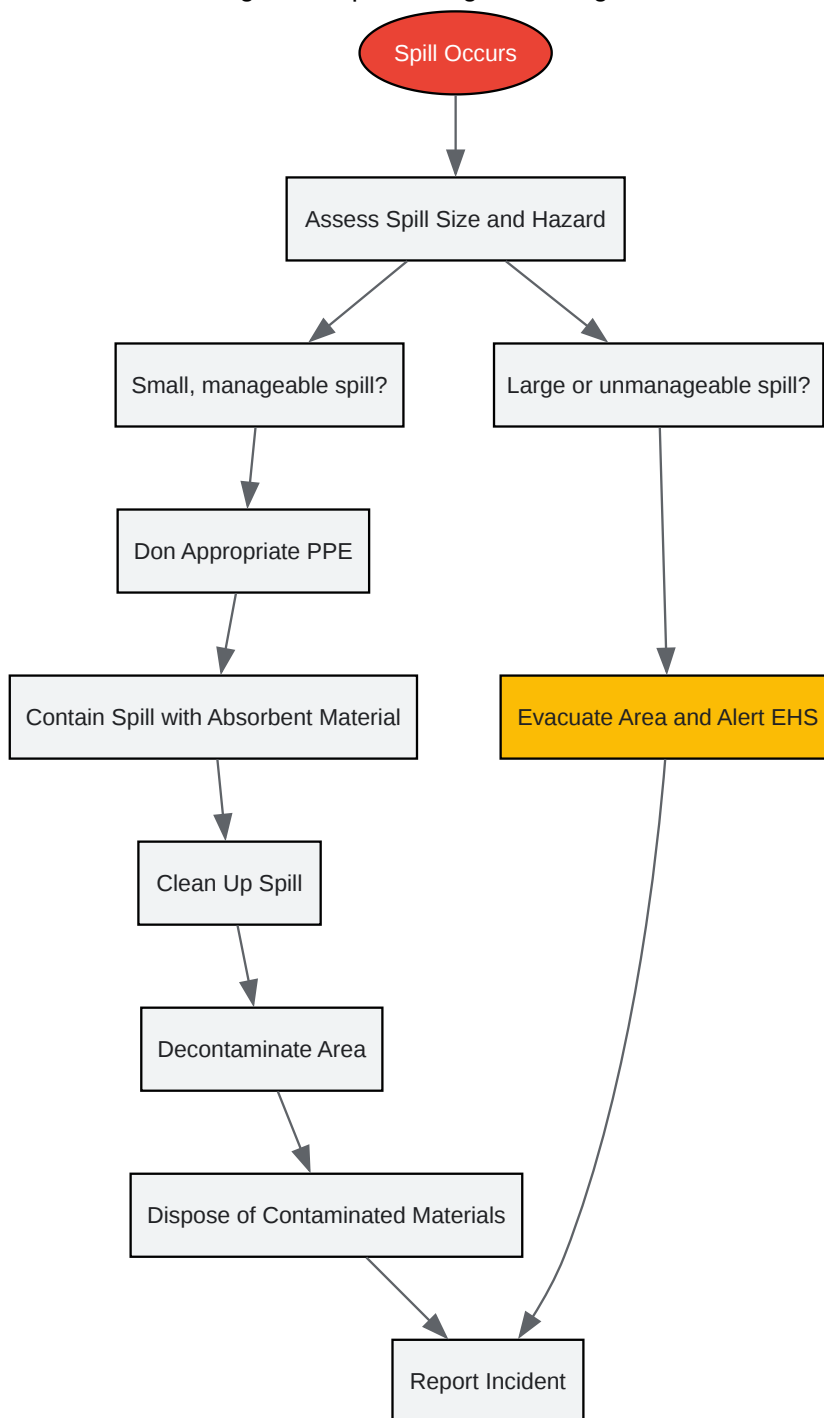 Spill Occurs
Assess Spill Size and Hazard
Small, manageable spill?
Large or unmanageable spill?
Don Appropriate PPE
Contain Spill with Absorbent Material
Evacuate Area and Alert EHS
Clean Up Spill
Decontaminate Area
Dispose of Contaminated Materials
Report Incident